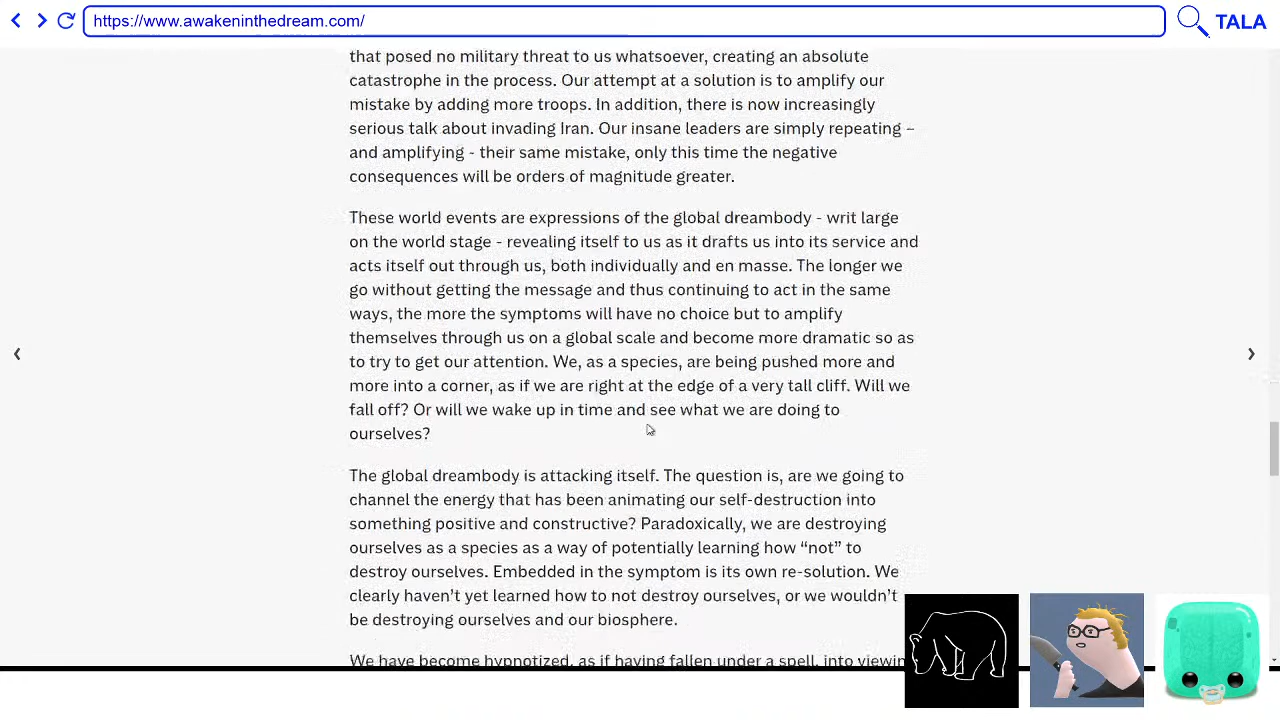 https://www.awakeninthedream.com/
TALA
that posed no military threat to us whatsoever, creating an absolute
catastrophe in the process. Our attempt at a solution is to amplify our
mistake by adding more troops. In addition, there is now increasingly
serious talk about invading Iran. Our insane leaders are simply repeating –
and amplifying - their same mistake, only this time the negative
consequences will be orders of magnitude greater.
These world events are expressions of the global dreambody - writ large
on the world stage - revealing itself to us as it drafts us into its service and
acts itself out through us, both individually and en masse. The longer we
go without getting the message and thus continuing to act in the same
ways, the more the symptoms will have no choice but to amplify
themselves through us on a global scale and become more dramatic so as
to try to get our attention. We, as a species, are being pushed more and
more into a corner, as if we are right at the edge of a very tall cliff. Will we
fall off? Or will we wake up in time and see what we are doing to
ourselves?
The global dreambody is attacking itself. The question is, are we going to
channel the energy that has been animating our self-destruction into
something positive and constructive? Paradoxically, we are destroying
ourselves as a species as a way of potentially learning how “not” to
destroy ourselves. Embedded in the symptom is its own re-solution. We
clearly haven’t yet learned how to not destroy ourselves, or we wouldn’t
be destroying ourselves and our biosphere.
We have become hypnotized, as if having fallen under a spell, into viewin